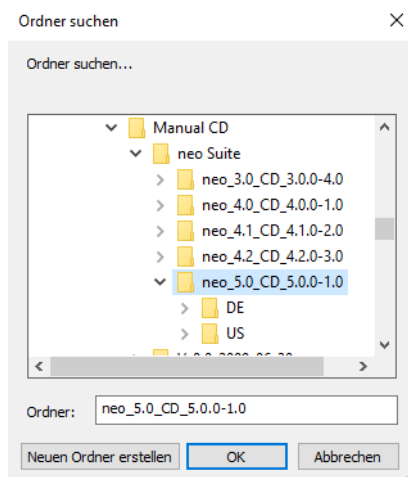 Ordner suchen
Ordner suchen...
Manual CD
neo Suite
neo_3.0_CD_3.0.0-4.0
neo_4.0_CD_4.0.0-1.0
neo_4.1_CD_4.1.0-2.0
neo_4.2_CD_4.2.0-3.0
neo_5.0_CD_5.0.0-1.0
DE
US
Ordner: neo_5.0_CD_5.0.0-1.0
Neuen Ordner erstellen OK Abbrechen